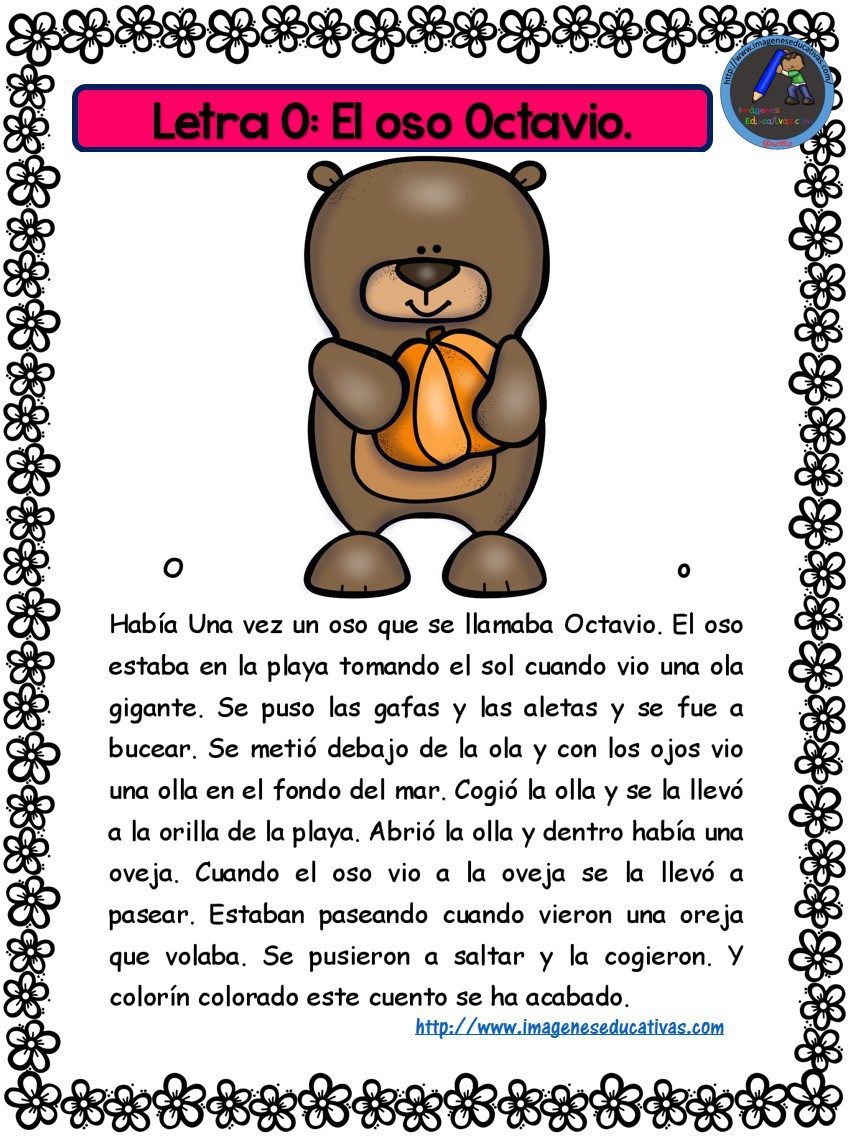 http://www.imageneseducativas.com/
Imágenes
Educativas.com
Letra O: El oso Octavio.
O
o
Había Una vez un oso que se llamaba Octavio. El oso
estaba en la playa tomando el sol cuando vio una ola
gigante. Se puso las gafas y las aletas y se fue a
bucear. Se metió debajo de la ola y con los ojos vio
una olla en el fondo del mar. Cogió la olla y se la llevó
a la orilla de la playa. Abrió la olla y dentro había una
oveja. Cuando el oso vio a la oveja se la llevó a
pasear. Estaban paseando cuando vieron una oreja
que volaba. Se pusieron a saltar y la cogieron. Y
colorín colorado este cuento se ha acabado.
http://www.imageneseducativas.com